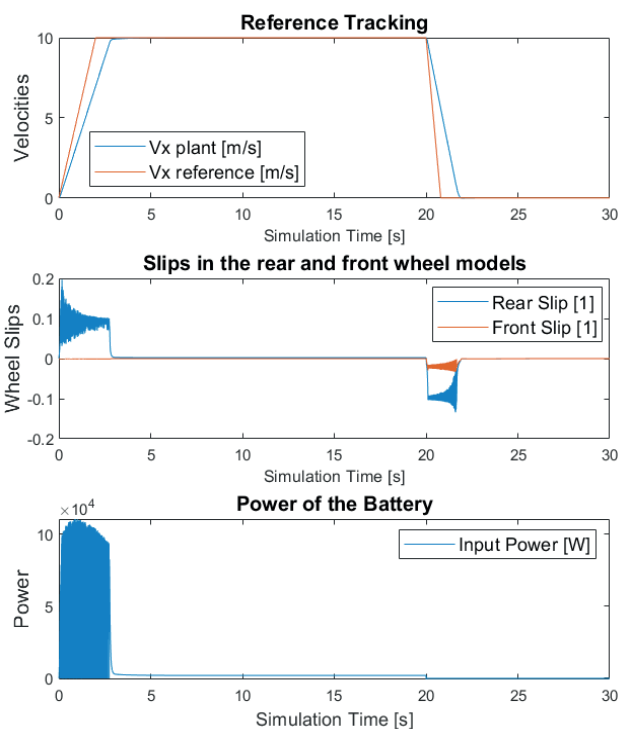 Reference Tracking
10
5
0
Velocities
Vx plant [m/s]
Vx reference [m/s]
0 5 10 15 20 25 30
Simulation Time [s]
Slips in the rear and front wheel models
0.2
0.1
0
-0.1
-0.2
Wheel Slips
Rear Slip [1]
Front Slip [1]
0 5 10 15 20 25 30
Simulation Time [s]
Power of the Battery
×10⁴
10
5
0
Power
Input Power [W]
0 5 10 15 20 25 30
Simulation Time [s]